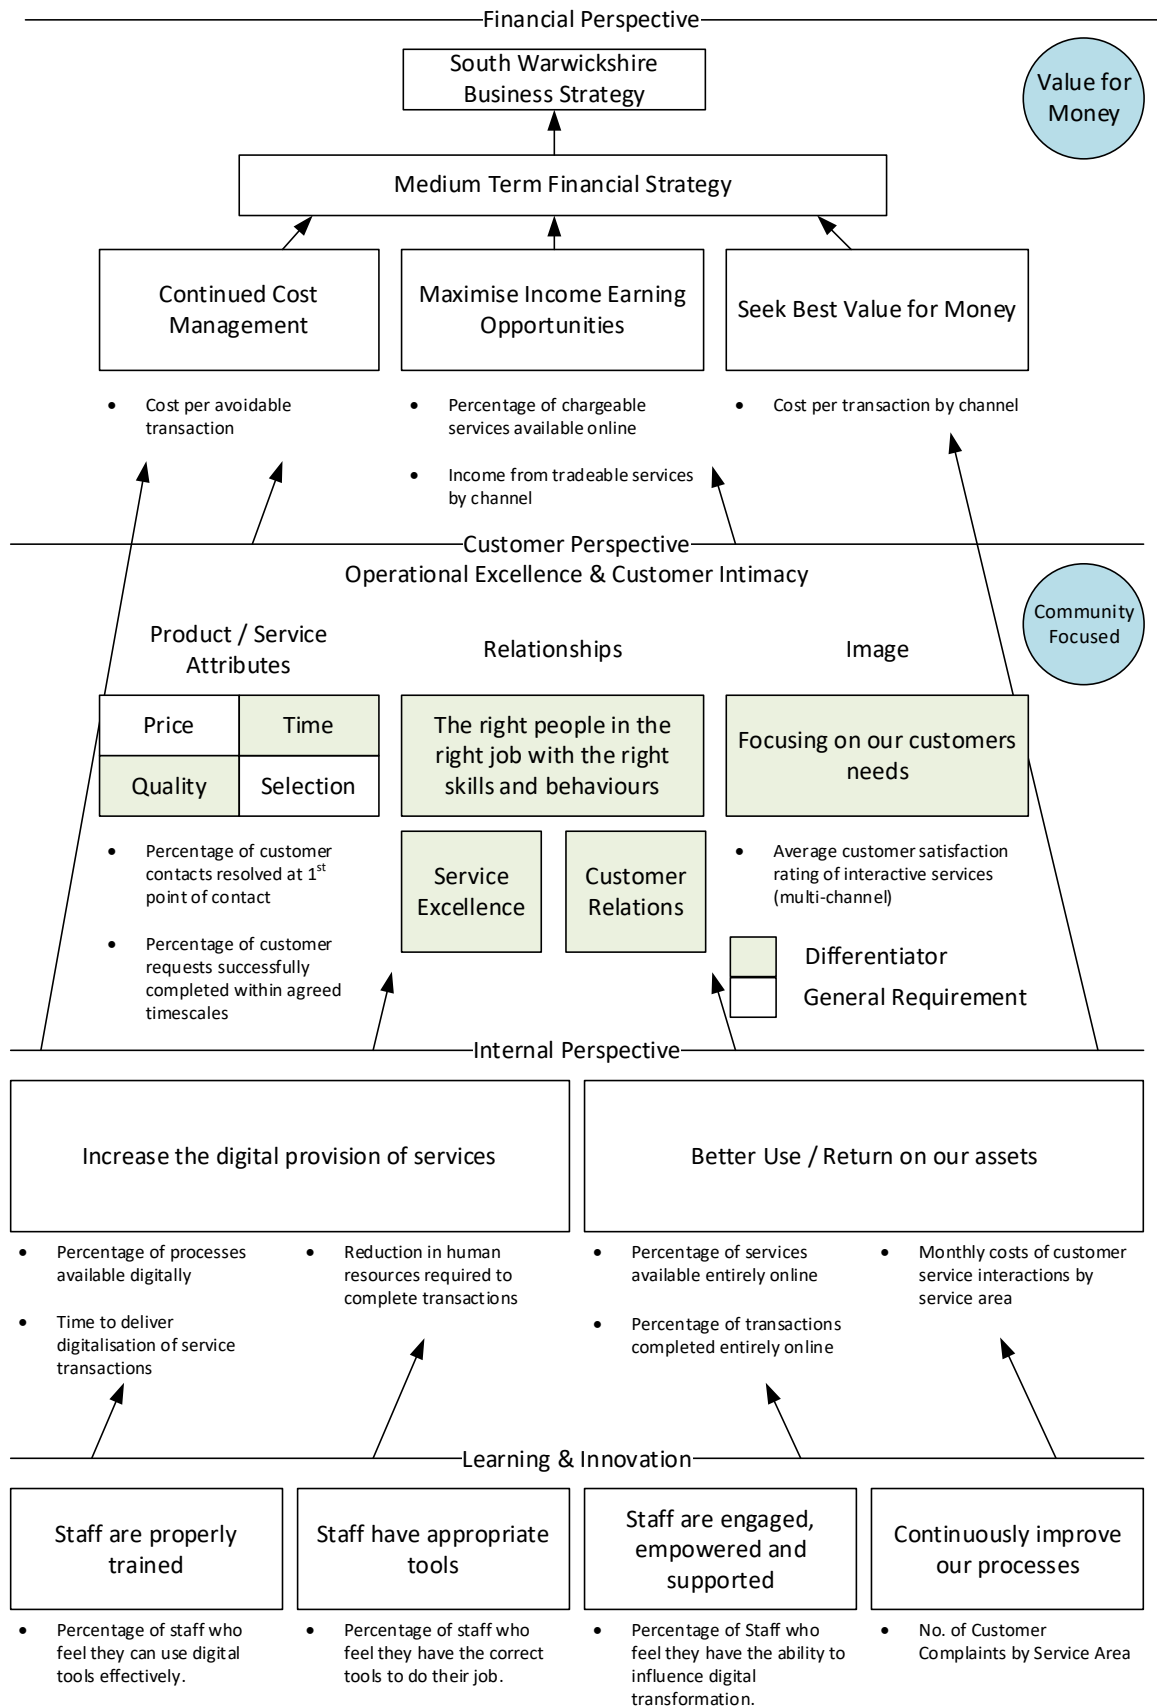 Financial Perspective
South Warwickshire
Business Strategy
Value for
Money
Medium Term Financial Strategy
Continued Cost
Management
Maximise Income Earning
Opportunities
Seek Best Value for Money
• Cost per avoidable
transaction
• Percentage of chargeable
services available online
• Income from tradeable services
by channel
• Cost per transaction by channel
Customer Perspective
Operational Excellence & Customer Intimacy
Community
Focused
Product / Service
Attributes
Relationships
Image
Price
Time
Quality
Selection
The right people in the
right job with the right
skills and behaviours
Focusing on our customers
needs
• Percentage of customer
contacts resolved at 1st
point of contact
• Percentage of customer
requests successfully
completed within agreed
timescales
Service
Excellence
Customer
Relations
• Average customer satisfaction
rating of interactive services
(multi-channel)
Differentiator
General Requirement
Internal Perspective
Increase the digital provision of services
Better Use / Return on our assets
• Percentage of processes
available digitally
• Time to deliver
digitalisation of service
transactions
• Reduction in human
resources required to
complete transactions
• Percentage of services
available entirely online
• Percentage of transactions
completed entirely online
• Monthly costs of customer
service interactions by
service area
Learning & Innovation
Staff are properly
trained
Staff have appropriate
tools
Staff are engaged,
empowered and
supported
Continuously improve
our processes
• Percentage of staff who
feel they can use digital
tools effectively.
• Percentage of staff who
feel they have the correct
tools to do their job.
• Percentage of Staff who
feel they have the ability to
influence digital
transformation.
• No. of Customer
Complaints by Service Area